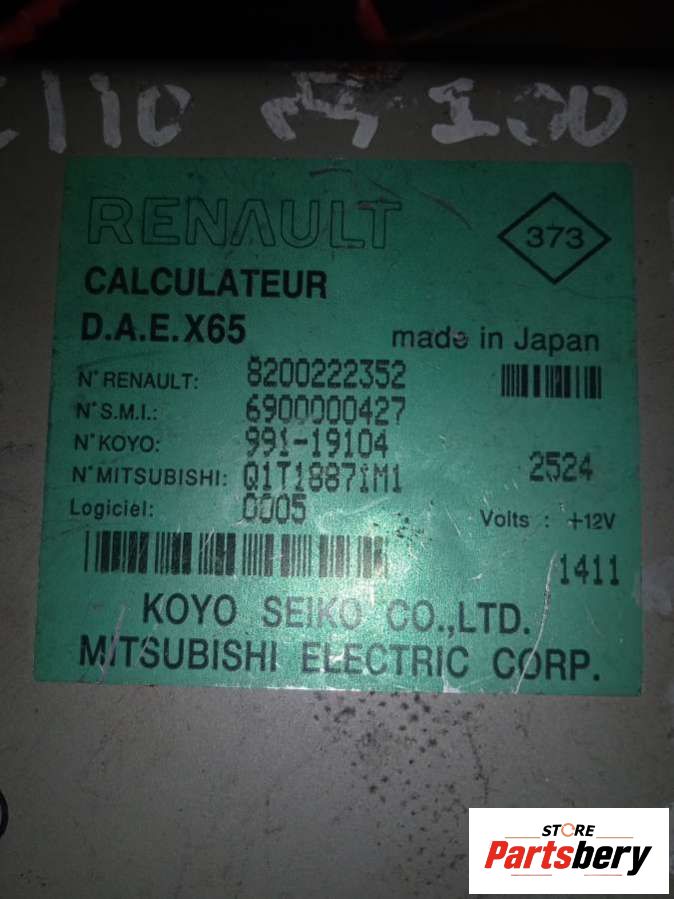 RENAULT
373
CALCULATEUR
D.A.E.X65
made in Japan
N° RENAULT: 8200222352
N° S.M.I.: 6900000427
N° KOYO: 991-19104
N° MITSUBISHI: Q1T18871M1
2524
Logiciel: 0005
Volts : +12V
1411
KOYO SEIKO CO.,LTD.
MITSUBISHI ELECTRIC CORP.
STORE
Partsbery